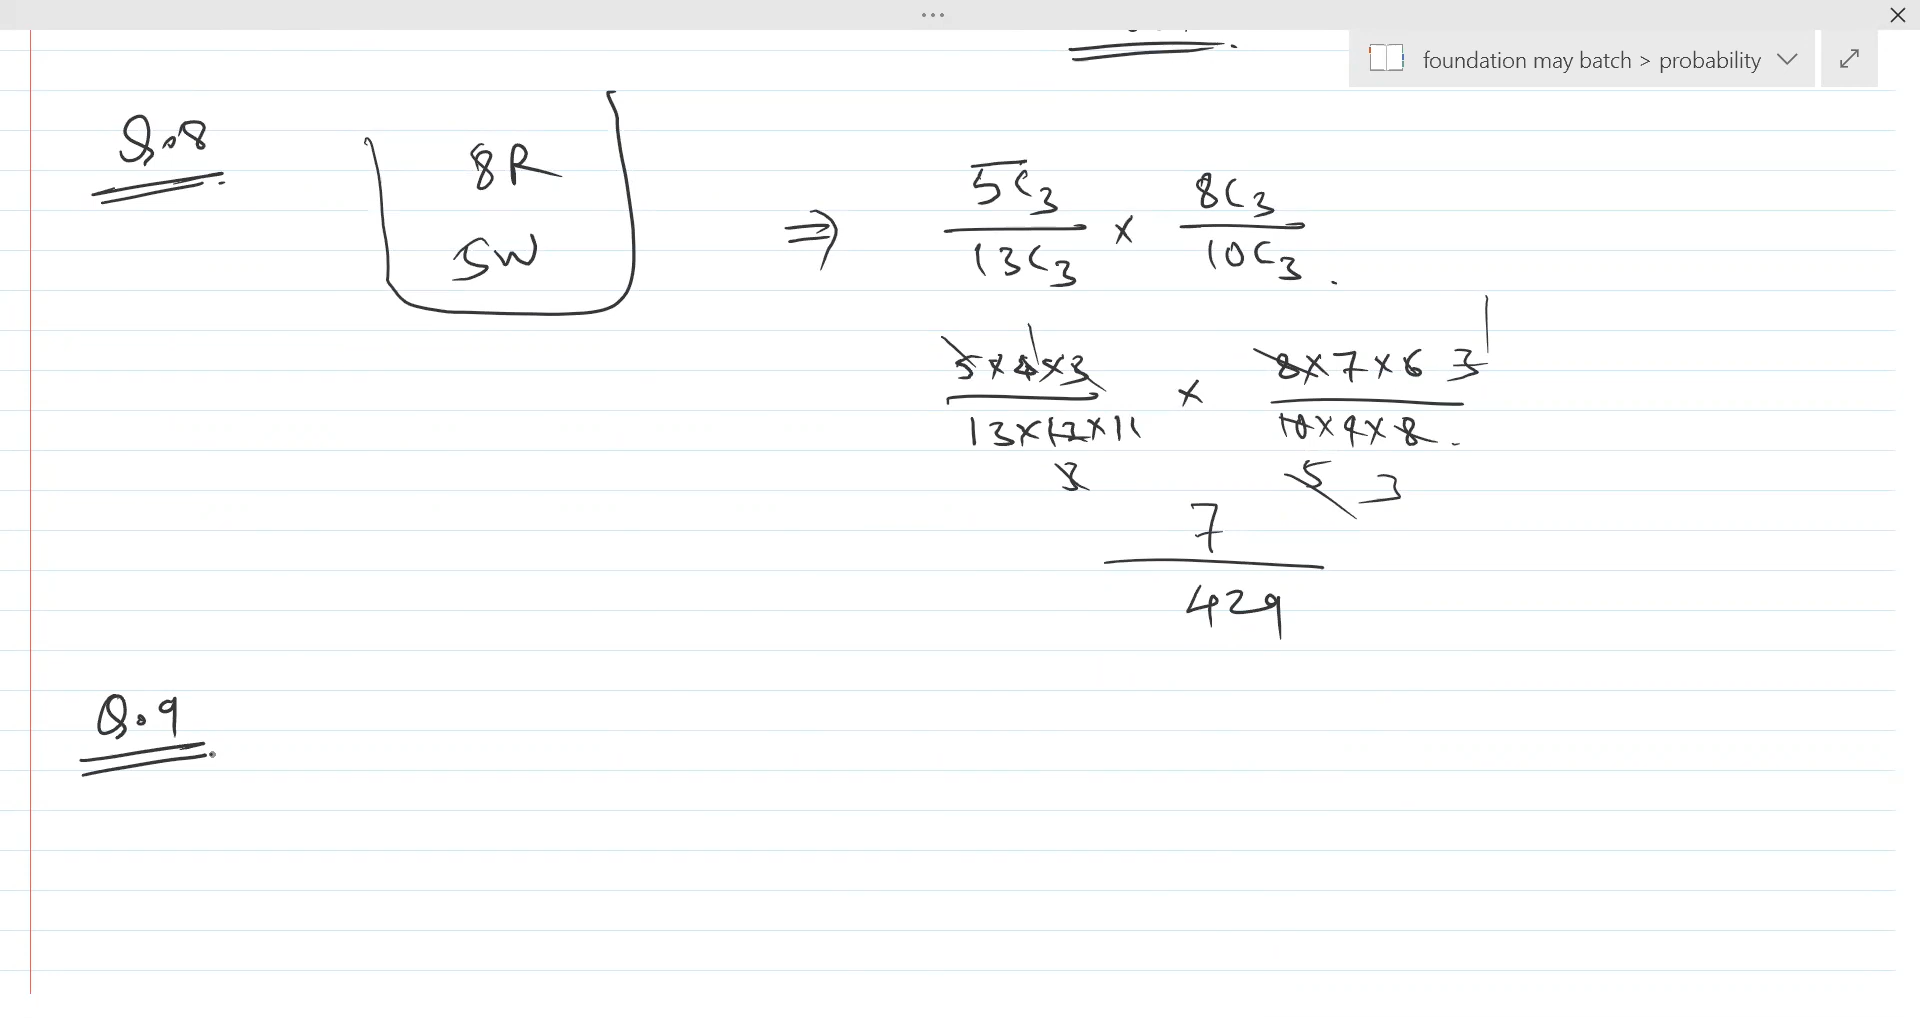 foundation may batch > probability
Q.8
8R
5W
⇒ 5C3/13C3 × 8C3/10C3.
5×4×3/13×12×11 × 8×7×6/10×9×8.
3
3 5 3
7/429
Q.9